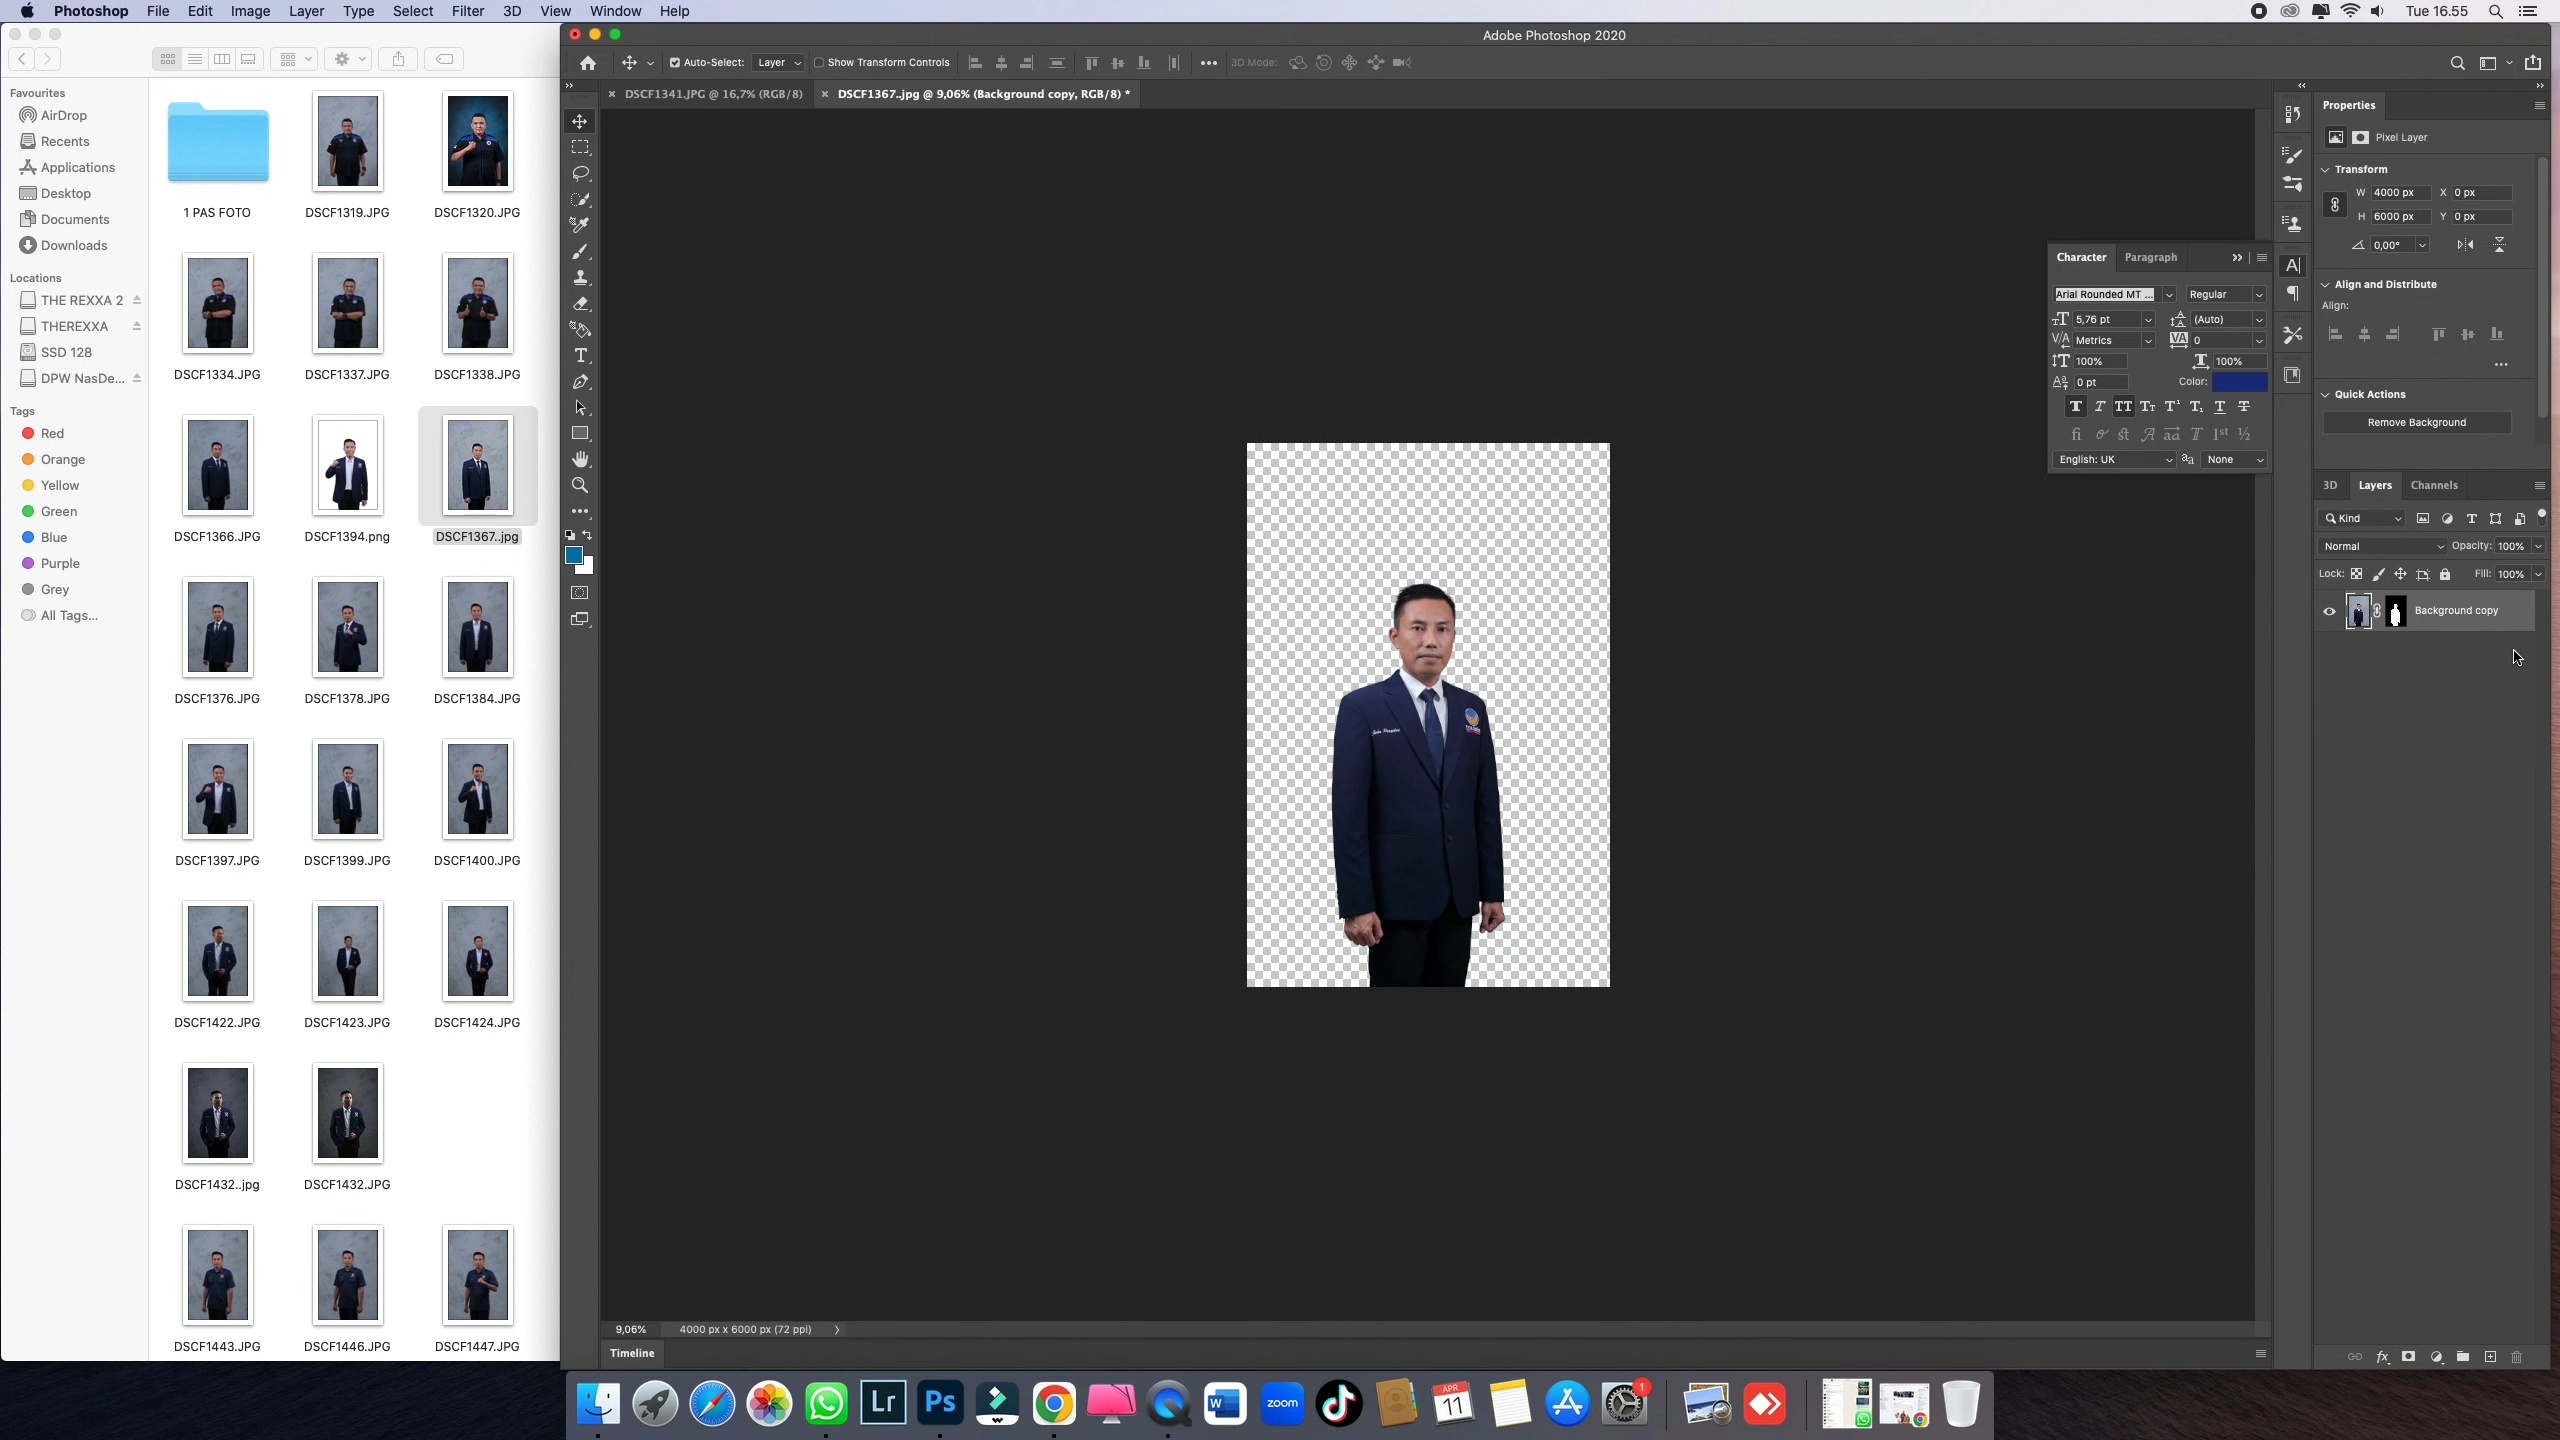 Photoshop File Edit Image Layer Type Select Filter 3D View Window Help Tue 16.55
Adobe Photoshop 2020
Auto-Select: Layer Show Transform Controls 3D Mode:
DSCF1341.JPG @ 16,7% (RGB/8) DSCF1367..jpg @ 9,06% (Background copy, RGB/8) *
Favourites
AirDrop
Recents
Applications
Desktop
Documents
Downloads
Locations
THE REXXA 2
THEREXXA
SSD 128
DPW NasDe...
Tags
Red
Orange
Yellow
Green
Blue
Purple
Grey
All Tags...
1 PAS FOTO DSCF1319.JPG DSCF1320.JPG
DSCF1334.JPG DSCF1337.JPG DSCF1338.JPG
DSCF1366.JPG DSCF1394.png DSCF1367..jpg
DSCF1376.JPG DSCF1378.JPG DSCF1384.JPG
DSCF1397.JPG DSCF1399.JPG DSCF1400.JPG
DSCF1422.JPG DSCF1423.JPG DSCF1424.JPG
DSCF1432..jpg DSCF1432.JPG
DSCF1443.JPG DSCF1446.JPG DSCF1447.JPG
Character Paragraph
Arial Rounded MT ... Regular
5,76 pt (Auto)
Metrics 0
100% 100%
0 pt Color:
English: UK None
Properties
Pixel Layer
Transform
W 4000 px X 0 px
H 6000 px Y 0 px
0,00°
Align and Distribute
Align:
Quick Actions
Remove Background
3D Layers Channels
Kind
Normal Opacity: 100%
Lock: Fill: 100%
Background copy
9,06% 4000 px x 6000 px (72 ppi)
Timeline
Lr Ps W zoom APR 11 1